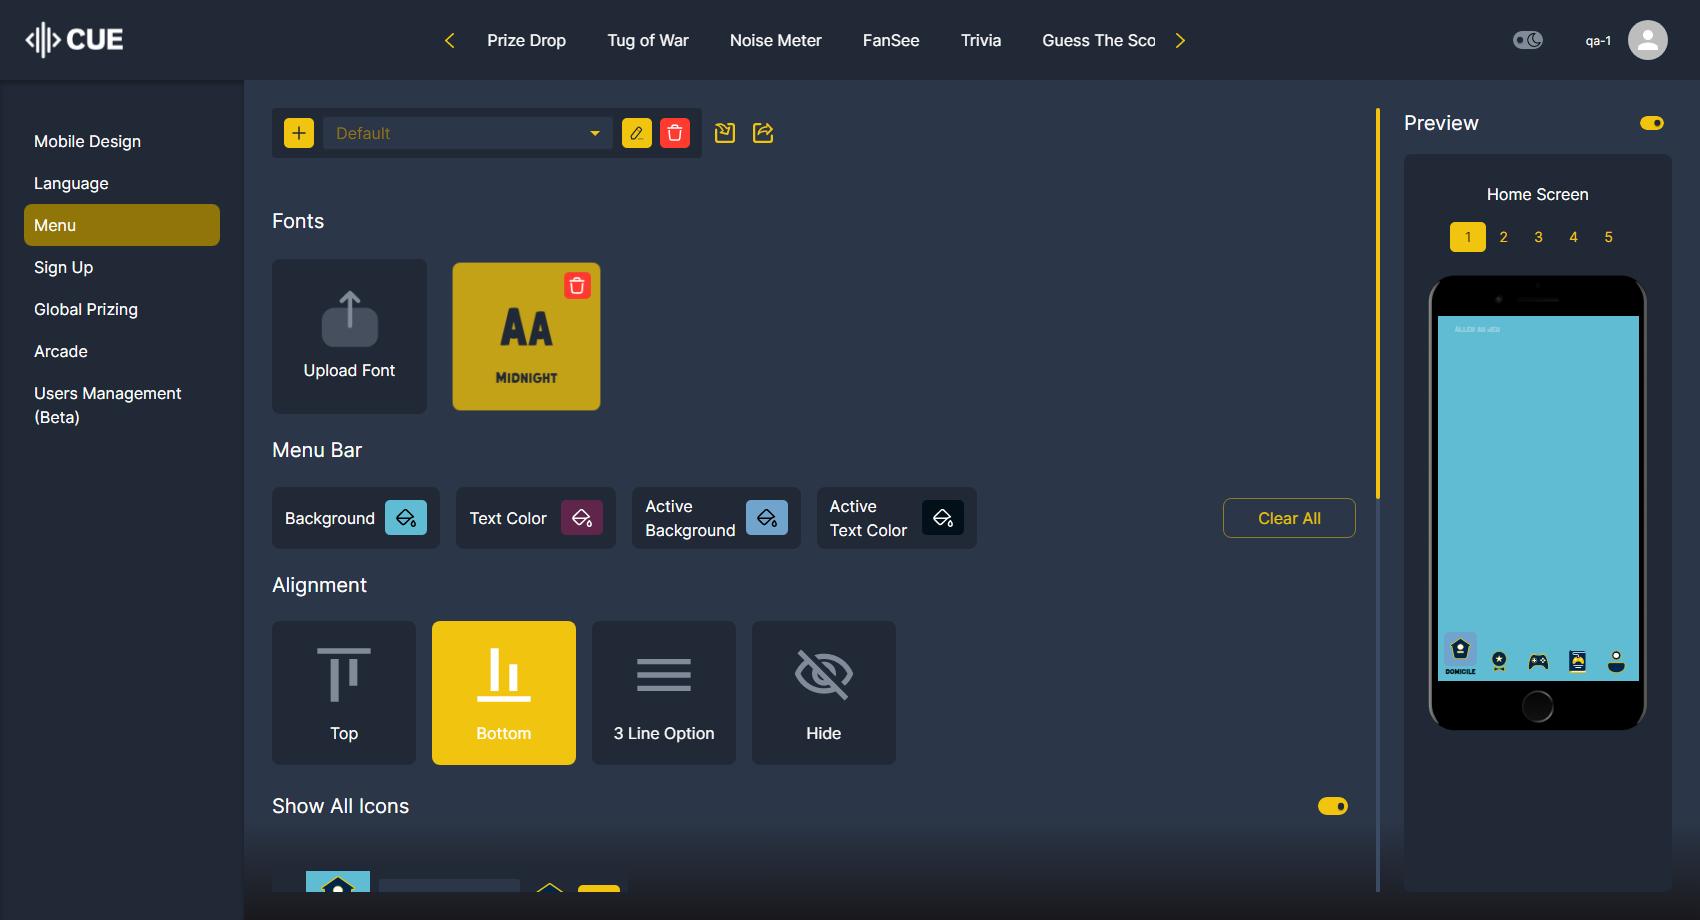 CUE
Prize Drop
Tug of War
Noise Meter
FanSee
Trivia
Guess The Sco
qa-1
Mobile Design
Language
Menu
Sign Up
Global Prizing
Arcade
Users Management
(Beta)
Default
Fonts
Upload Font
AA
MIDNIGHT
Menu Bar
Background
Text Color
Active
Background
Active
Text Color
Clear All
Alignment
Top
Bottom
3 Line Option
Hide
Show All Icons
Preview
Home Screen
1 2 3 4 5
DOMICILE